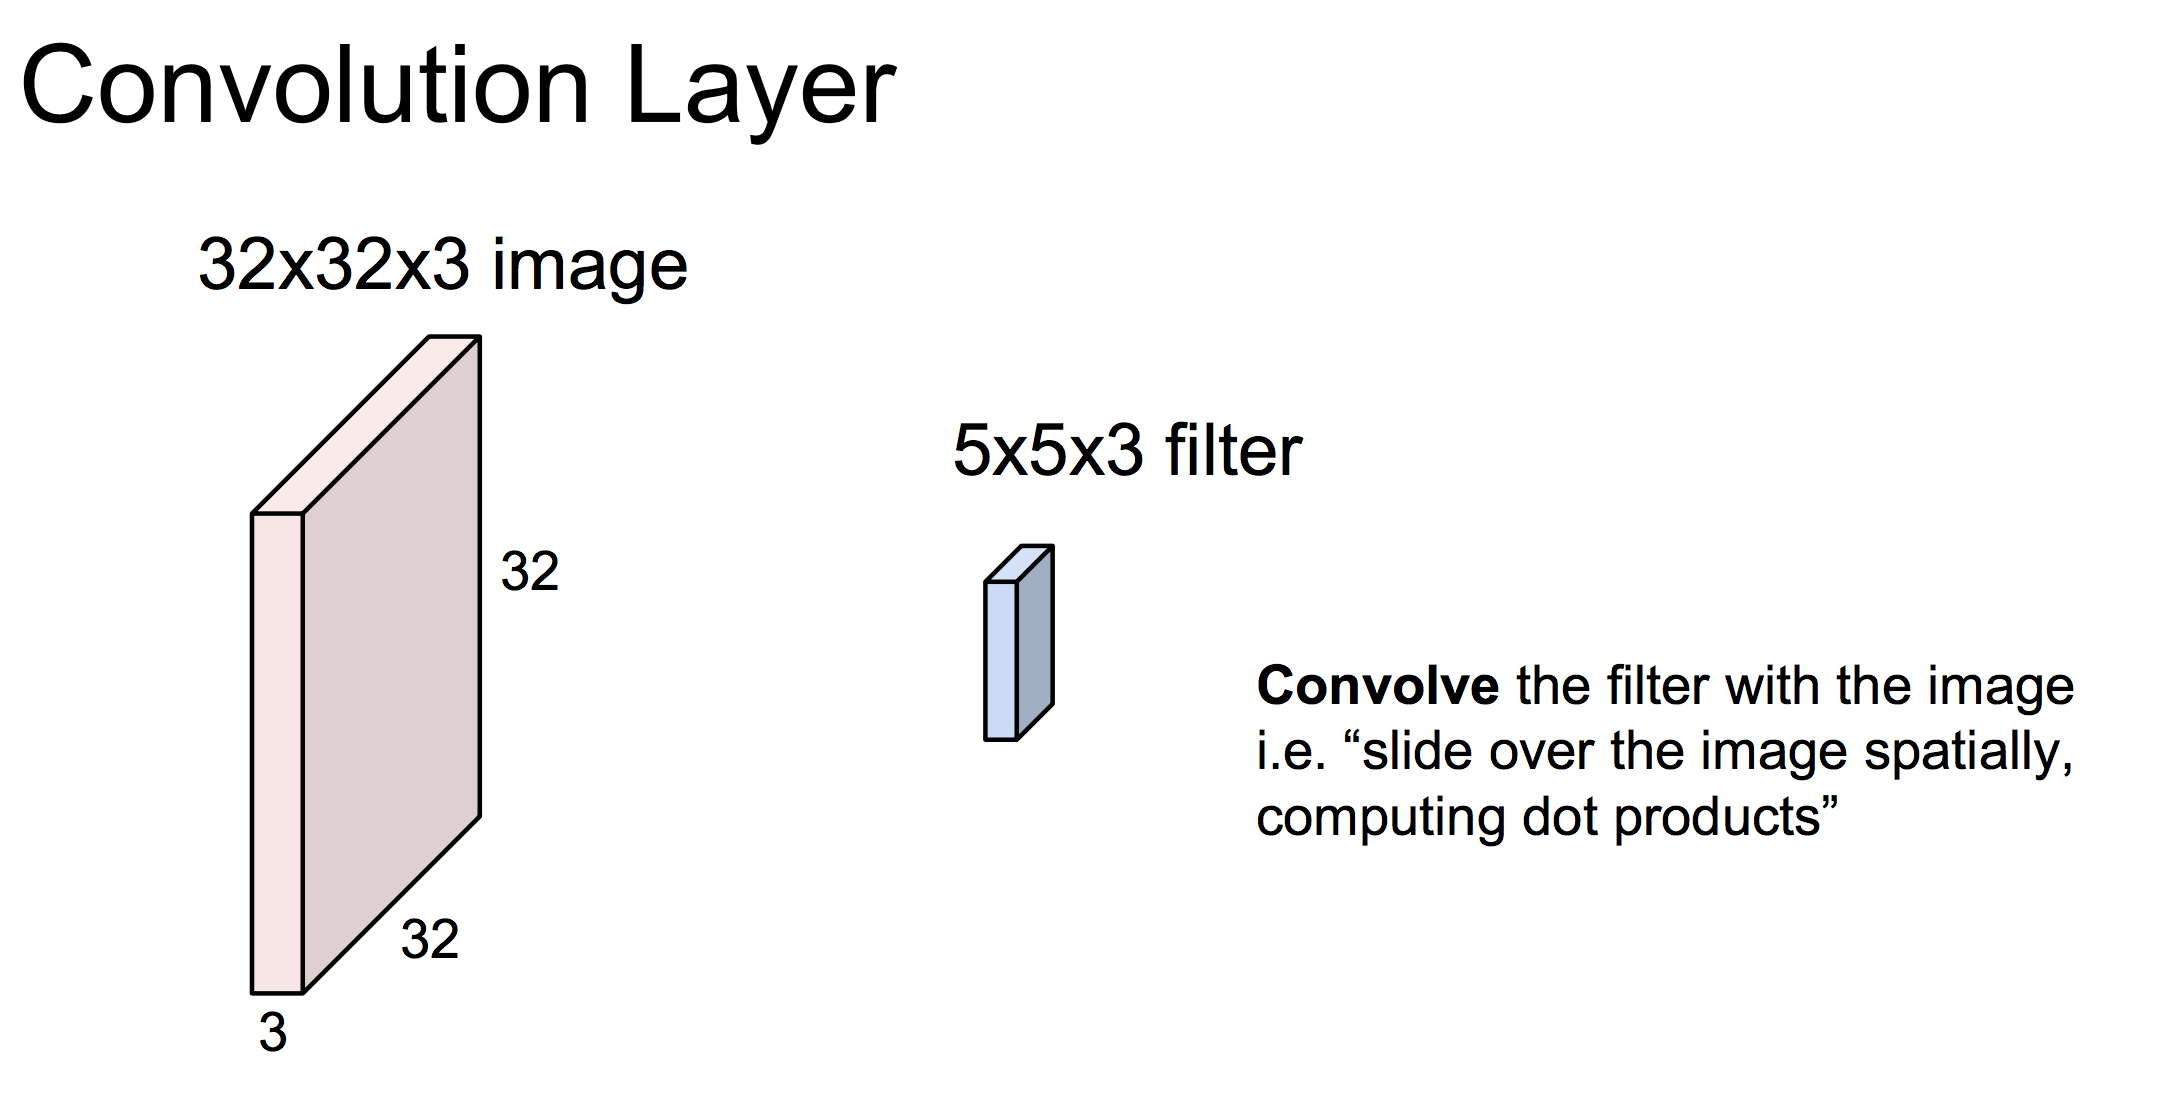 Convolution Layer
32x32x3 image
5x5x3 filter
32
Convolve the filter with the image
i.e. “slide over the image spatially,
computing dot products”
32
3